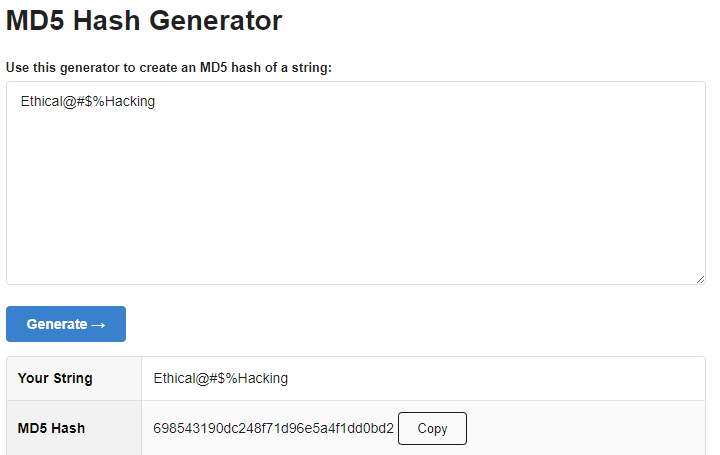 MD5 Hash Generator
Use this generator to create an MD5 hash of a string:
Ethical@#$%Hacking
Generate →
Your String Ethical@#$%Hacking
MD5 Hash 698543190dc248f71d96e5a4f1dd0bd2 Copy